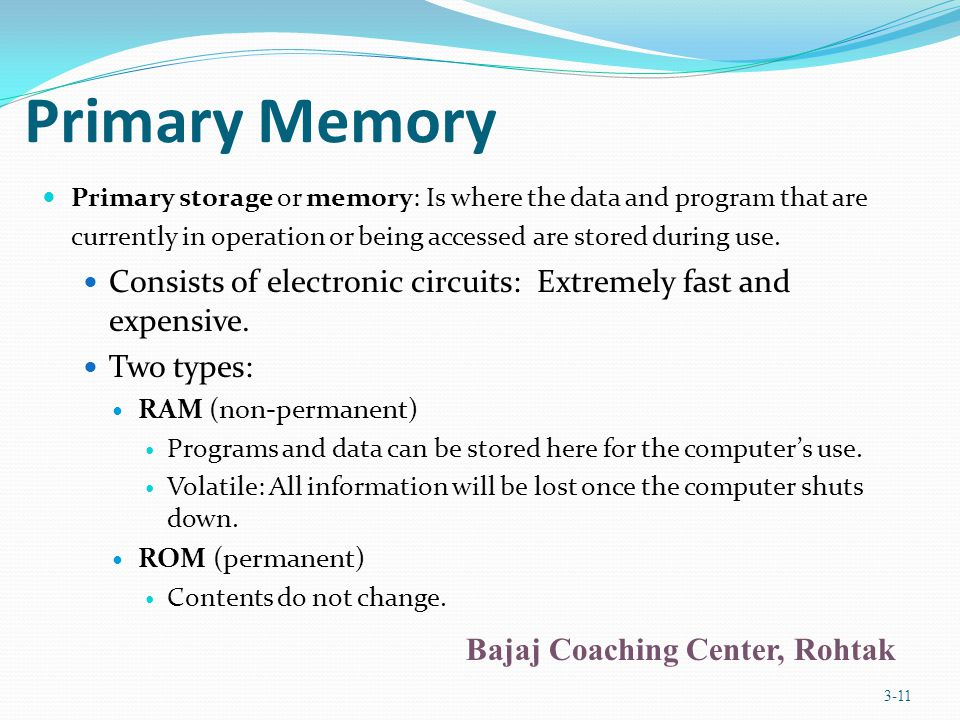 Primary Memory
Primary storage or memory: Is where the data and program that are
currently in operation or being accessed are stored during use.
Consists of electronic circuits: Extremely fast and
expensive.
Two types:
RAM (non-permanent)
Programs and data can be stored here for the computer’s use.
Volatile: All information will be lost once the computer shuts
down.
ROM (permanent)
Contents do not change.
Bajaj Coaching Center, Rohtak
3-11